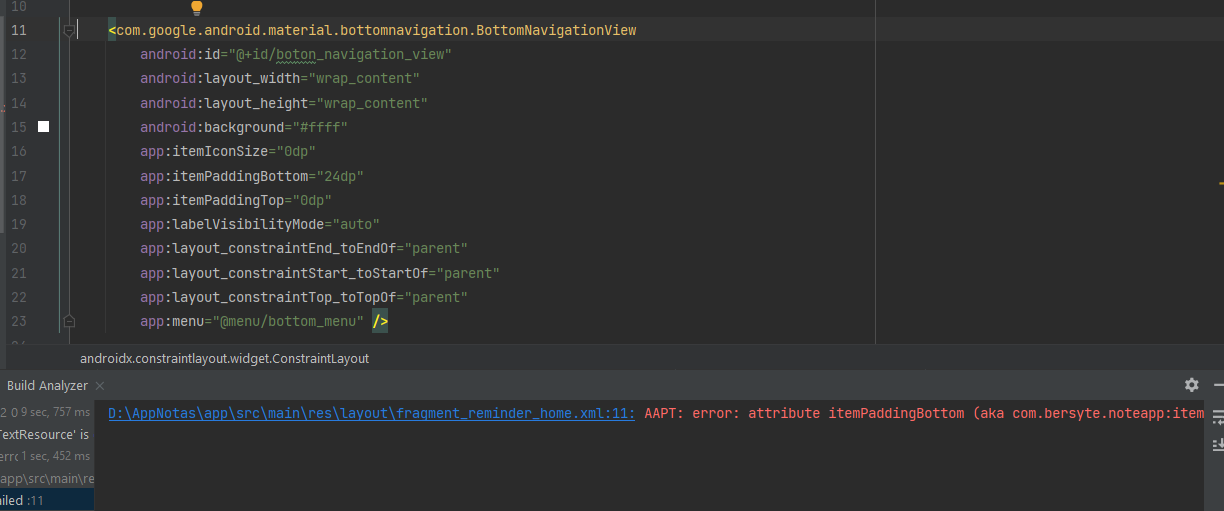 10
11 <com.google.android.material.bottomnavigation.BottomNavigationView
12 android:id="@+id/boton_navigation_view"
13 android:layout_width="wrap_content"
14 android:layout_height="wrap_content"
15 android:background="#ffff"
16 app:itemIconSize="0dp"
17 app:itemPaddingBottom="24dp"
18 app:itemPaddingTop="0dp"
19 app:labelVisibilityMode="auto"
20 app:layout_constraintEnd_toEndOf="parent"
21 app:layout_constraintStart_toStartOf="parent"
22 app:layout_constraintTop_toTopOf="parent"
23 app:menu="@menu/bottom_menu" />
androidx.constraintlayout.widget.ConstraintLayout
Build Analyzer
2 0 9 sec, 757 ms
D:\AppNotas\app\src\main\res\layout\fragment_reminder_home.xml:11: AAPT: error: attribute itemPaddingBottom (aka com.bersyte.noteapp:item
TextResource' is
erro 1 sec, 452 ms
app\src\main\re
ailed :11